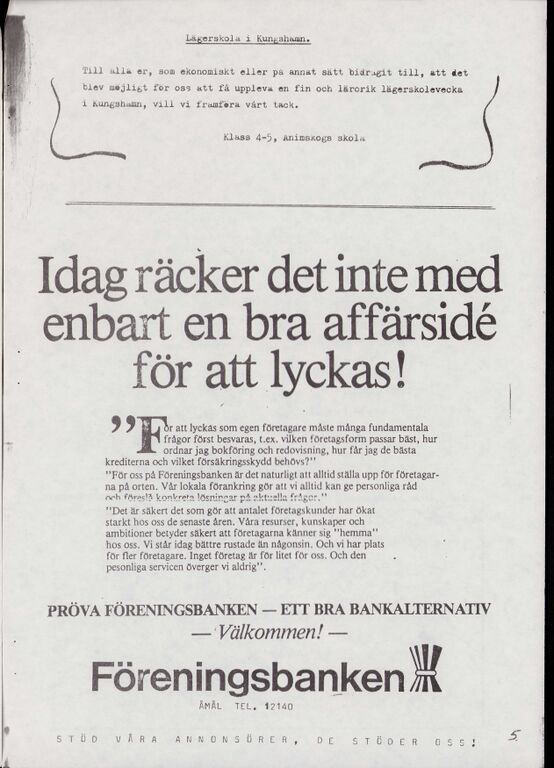 Lägerskola i Kungshamn.
Till alla er, som ekonomiskt eller på annat sätt bidragit till, att det
blev möjligt för oss att få uppleva en fin och lärorik lägerskolevecka
i Kungshamn, vill vi framföra vårt tack.
Klass 4-5, Animskogs skola
Idag räcker det inte med
enbart en bra affärsidé
för att lyckas!
"För att lyckas som egen företagare måste många fundamentala
frågor först besvaras, t.ex. vilken företagsform passar bäst, hur
ordnar jag bokföring och redovisning, hur får jag de bästa
krediterna och vilket försäkringsskydd behövs?"
"För oss på Föreningsbanken är det naturligt att alltid ställa upp för företagar-
na på orten. Vår lokala förankring gör att vi alltid kan ge personliga råd
och föreslå konkreta lösningar på aktuella frågor."
"Det är säkert det som gör att antalet företagskunder har ökat
starkt hos oss de senaste åren. Våra resurser, kunskaper och
ambitioner betyder säkert att företagarna känner sig "hemma"
hos oss. Vi står idag bättre rustade än någonsin. Och vi har plats
för fler företagare. Inget företag är för litet för oss. Och den
pesonliga servicen överger vi aldrig".
PRÖVA FÖRENINGSBANKEN — ETT BRA BANKALTERNATIV
— Välkommen! —
Föreningsbanken
ÅMÅL TEL. 12140
STÖD VÅRA ANNONSÖRER, DE STÖDER OSS!
5.